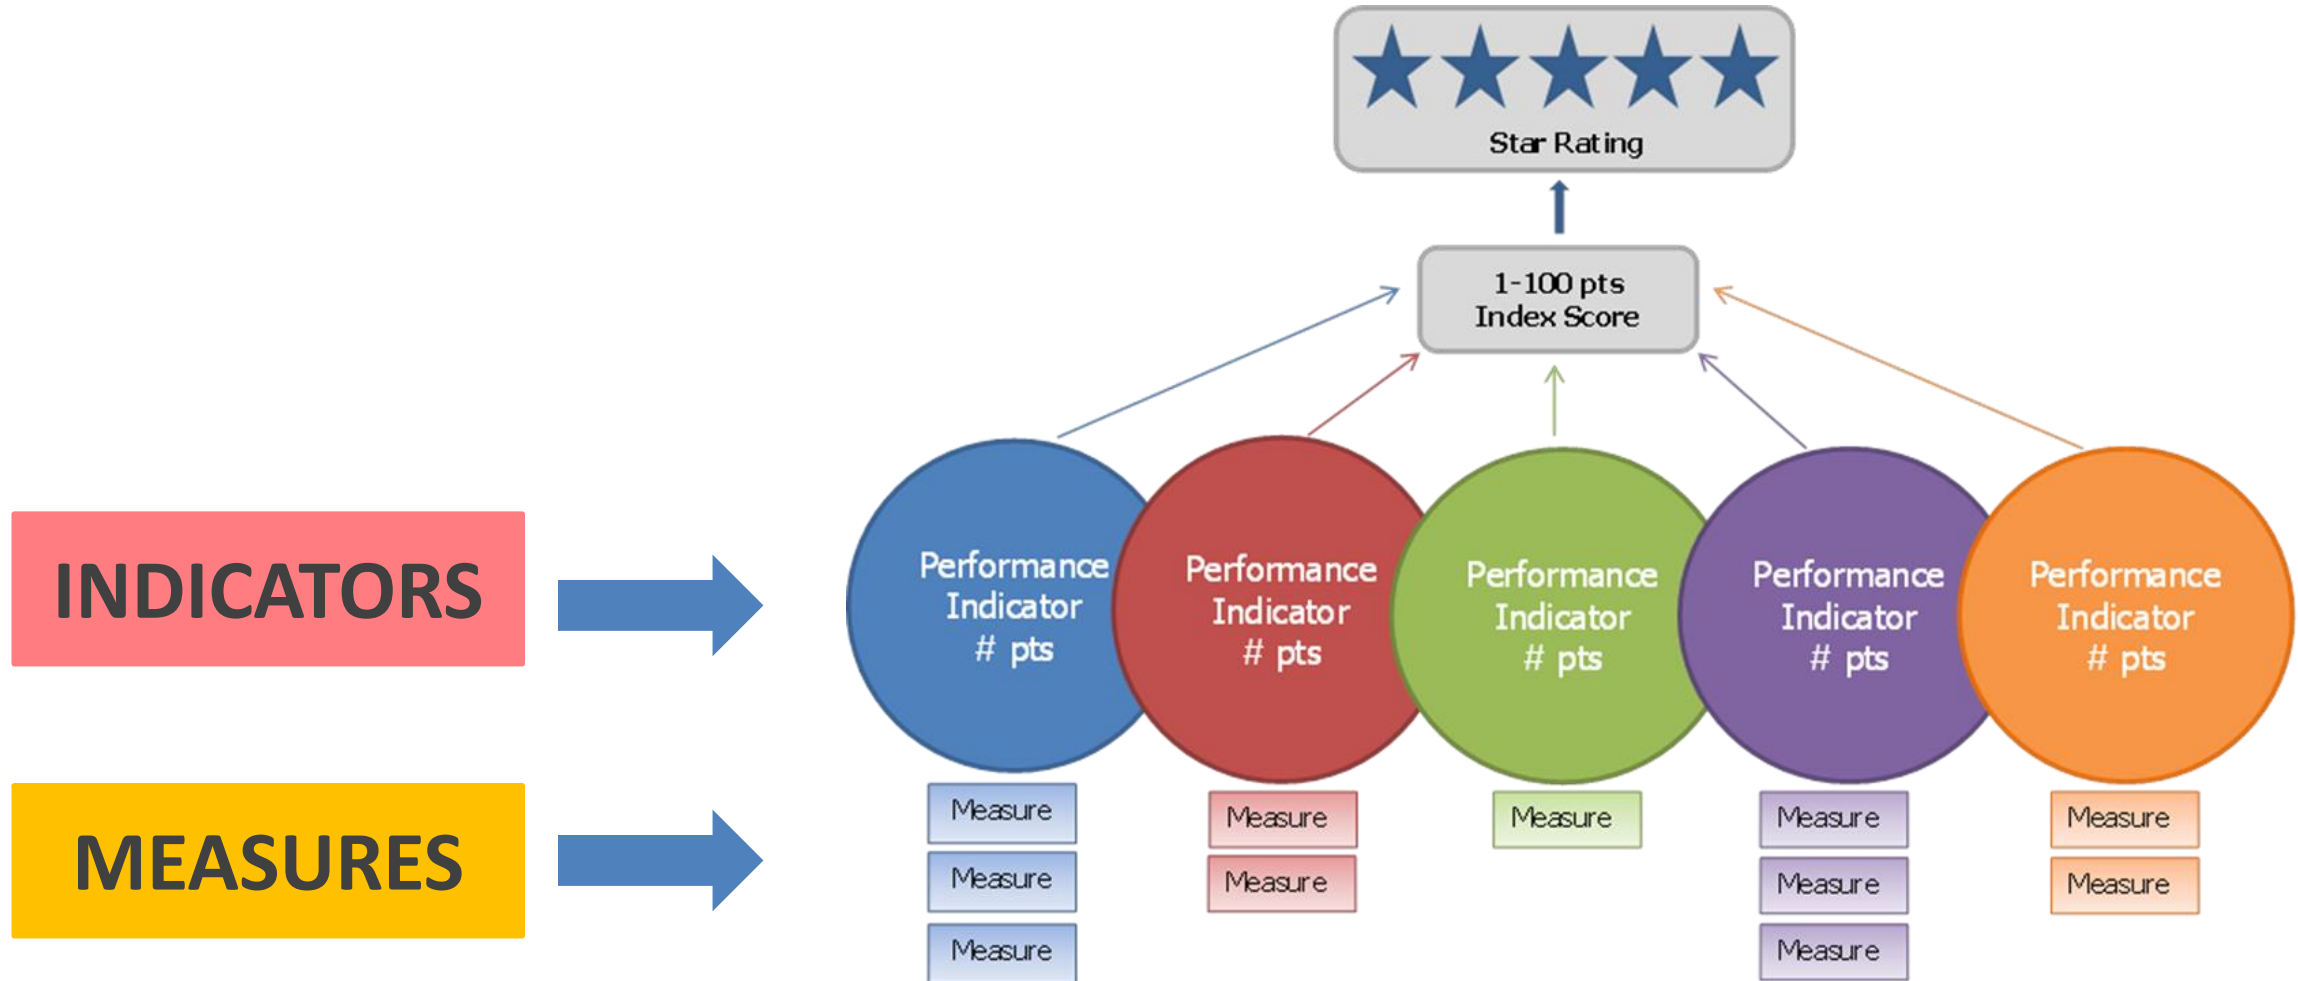 Star Rating
1-100 pts
Index Score
INDICATORS
Performance
Indicator
# pts
Performance
Indicator
# pts
Performance
Indicator
# pts
Performance
Indicator
# pts
Performance
Indicator
# pts
MEASURES
Measure
Measure
Measure
Measure
Measure
Measure
Measure
Measure
Measure
Measure
Measure